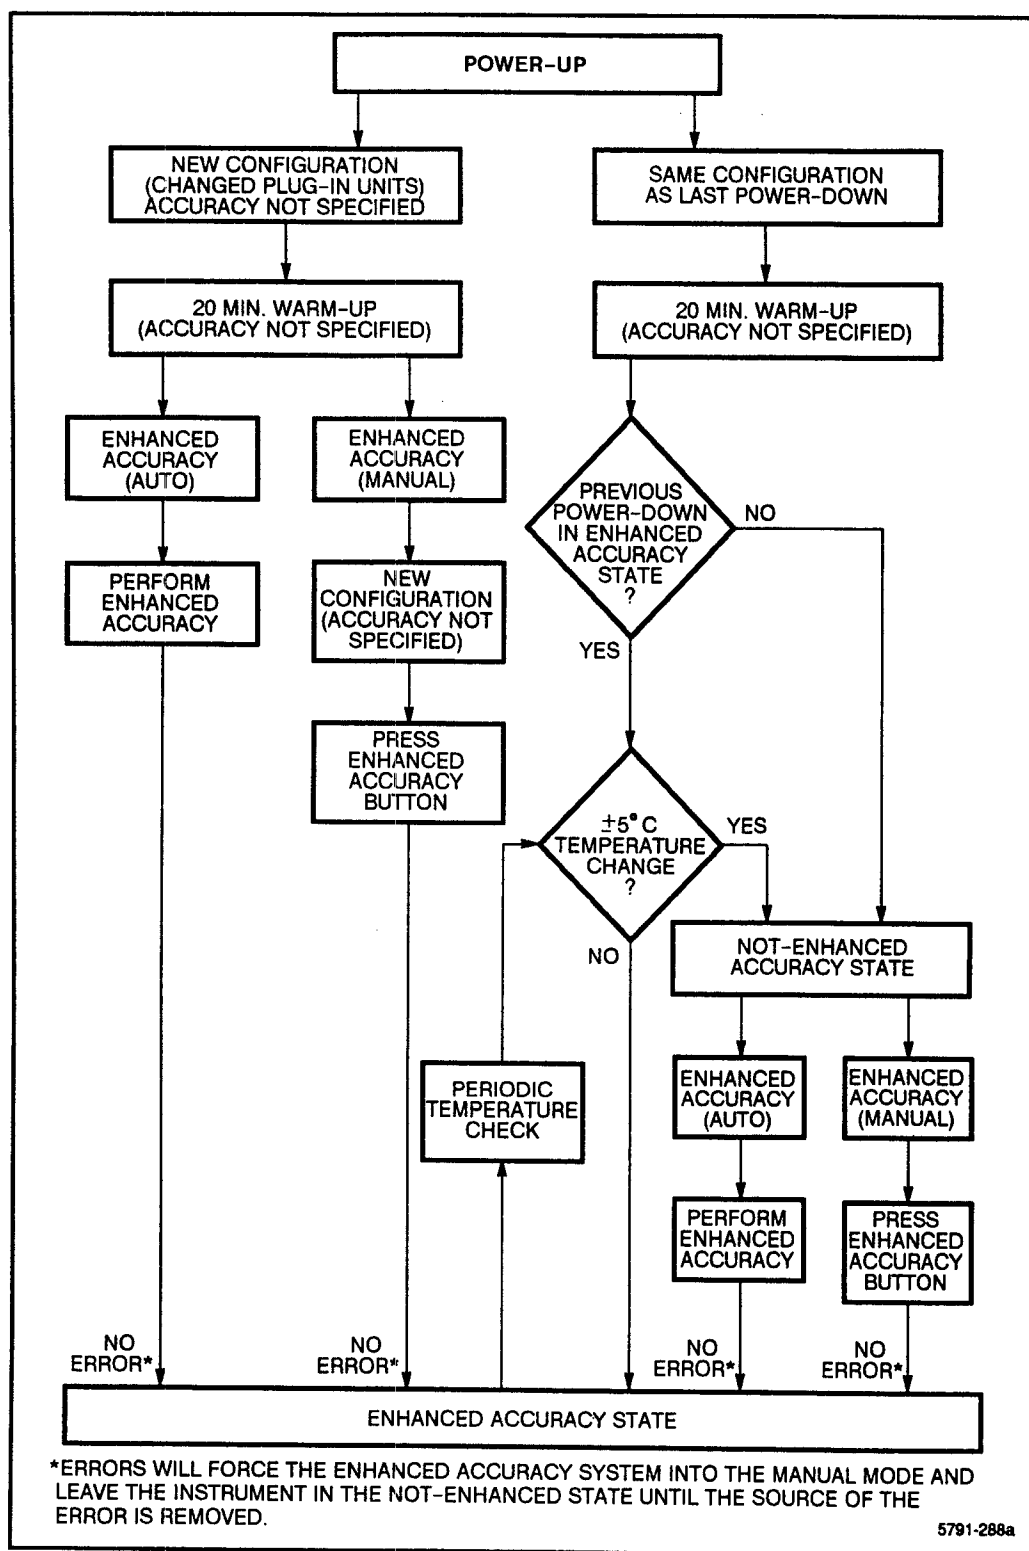 POWER-UP
NEW CONFIGURATION
(CHANGED PLUG-IN UNITS)
ACCURACY NOT SPECIFIED
SAME CONFIGURATION
AS LAST POWER-DOWN
20 MIN. WARM-UP
(ACCURACY NOT SPECIFIED)
20 MIN. WARM-UP
(ACCURACY NOT SPECIFIED)
ENHANCED
ACCURACY
(AUTO)
ENHANCED
ACCURACY
(MANUAL)
PREVIOUS
POWER-DOWN
IN ENHANCED
ACCURACY
STATE
?
NO
YES
PERFORM
ENHANCED
ACCURACY
NEW
CONFIGURATION
(ACCURACY NOT
SPECIFIED)
PRESS
ENHANCED
ACCURACY
BUTTON
±5° C
TEMPERATURE
CHANGE
?
YES
NO
NOT-ENHANCED
ACCURACY STATE
PERIODIC
TEMPERATURE
CHECK
ENHANCED
ACCURACY
(AUTO)
ENHANCED
ACCURACY
(MANUAL)
PERFORM
ENHANCED
ACCURACY
PRESS
ENHANCED
ACCURACY
BUTTON
NO
ERROR*
NO
ERROR*
NO
ERROR*
NO
ERROR*
ENHANCED ACCURACY STATE
*ERRORS WILL FORCE THE ENHANCED ACCURACY SYSTEM INTO THE MANUAL MODE AND
LEAVE THE INSTRUMENT IN THE NOT-ENHANCED STATE UNTIL THE SOURCE OF THE
ERROR IS REMOVED.
5791-288a